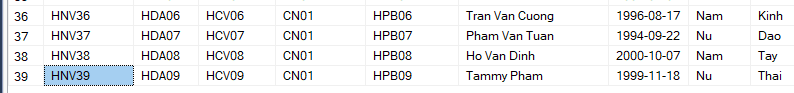 36 HNV36 HDA06 HCV06 CN01 HPB06 Tran Van Cuong 1996-08-17 Nam Kinh
37 HNV37 HDA07 HCV07 CN01 HPB07 Pham Van Tuan 1994-09-22 Nu Dao
38 HNV38 HDA08 HCV08 CN01 HPB08 Ho Van Dinh 2000-10-07 Nam Tay
39 HNV39 HDA09 HCV09 CN01 HPB09 Tammy Pham 1999-11-18 Nu Thai